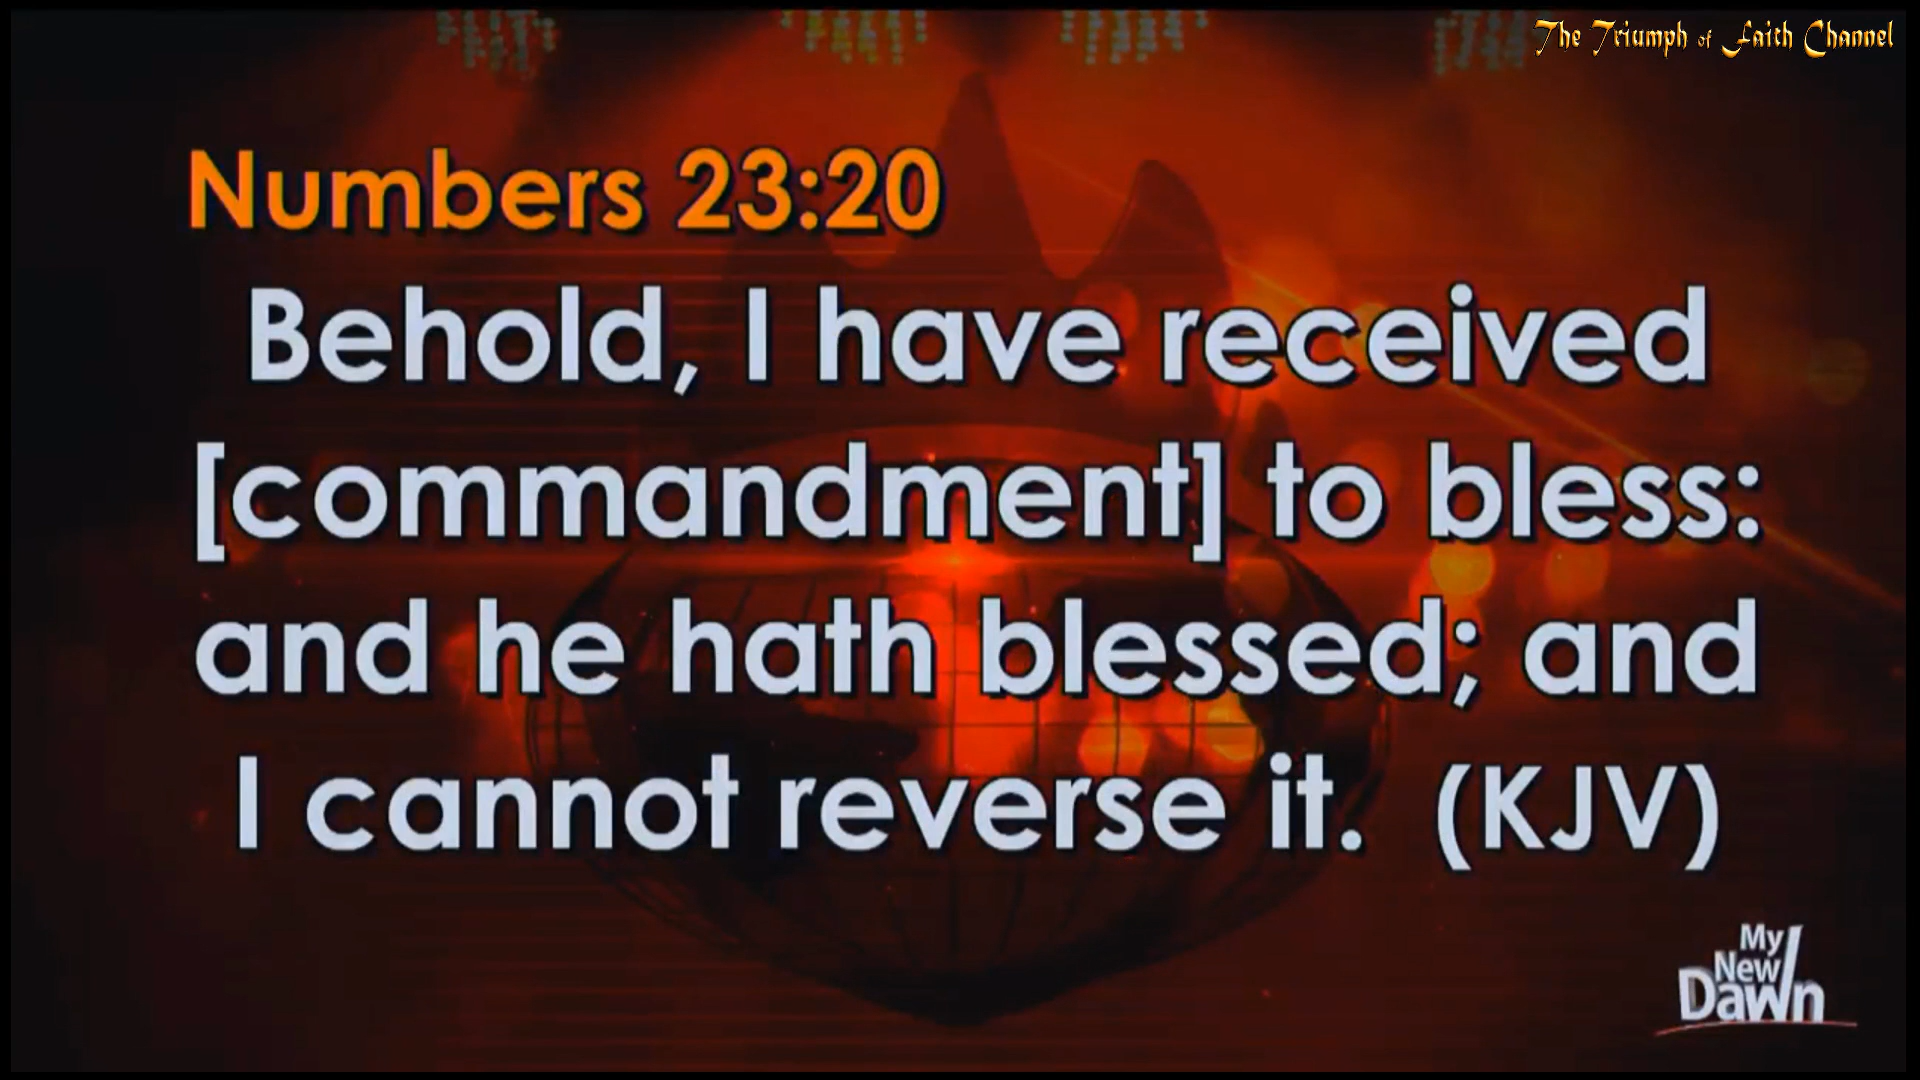 The Triumph of Faith Channel
Numbers 23:20
Behold, I have received
[commandment] to bless:
and he hath blessed; and
I cannot reverse it. (KJV)
My
New
Dawn